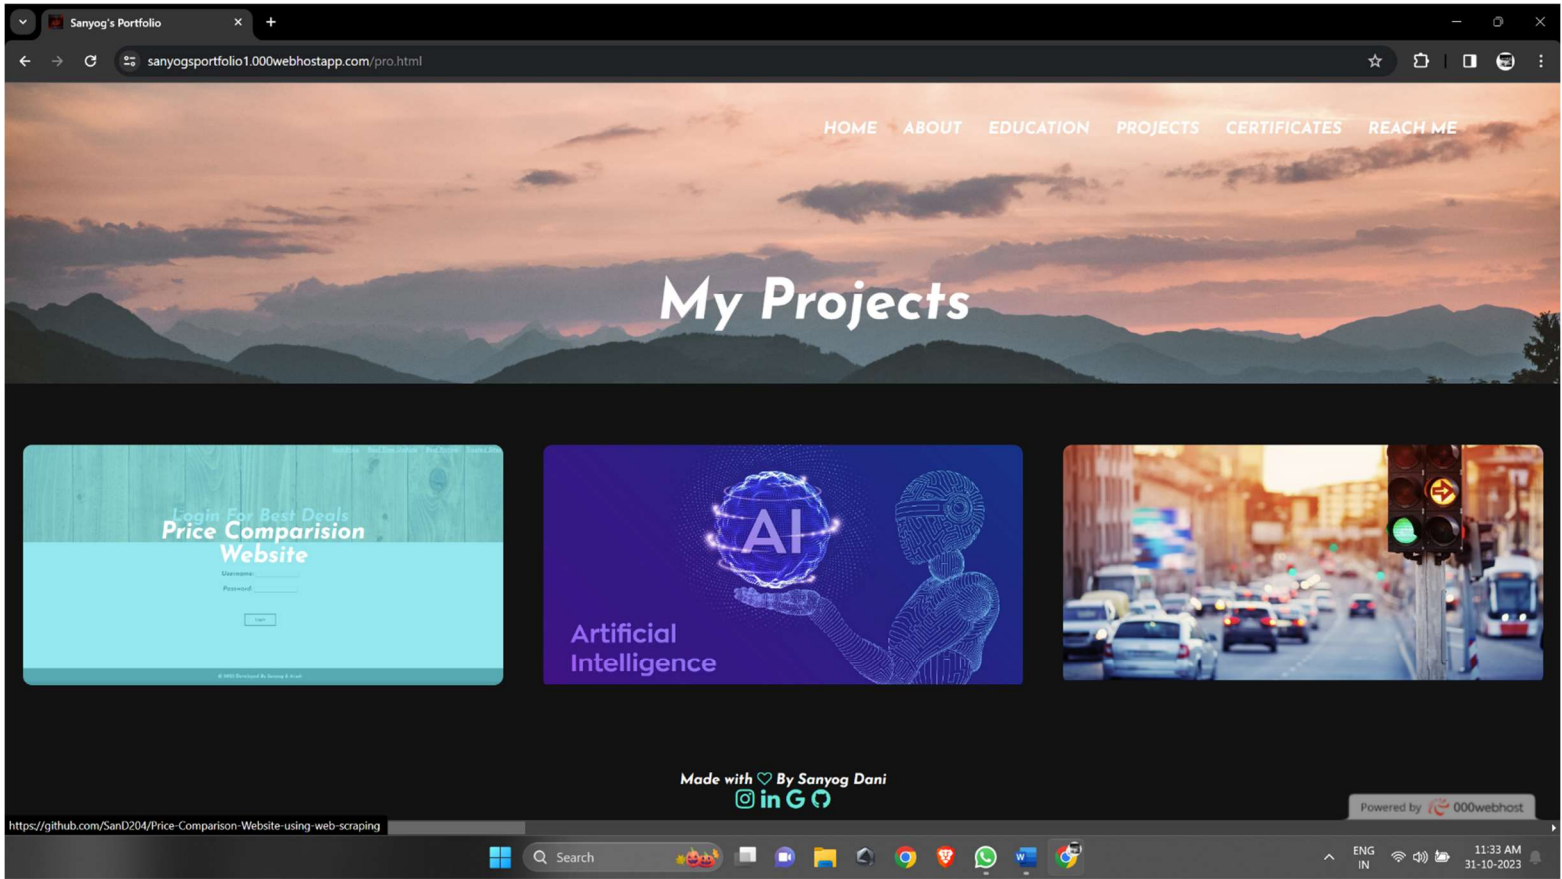 Sanyog's Portfolio
sanyogsportfolio1.000webhostapp.com/pro.html
HOME ABOUT EDUCATION PROJECTS CERTIFICATES REACH ME
My Projects
Login For Best Deals
Price Comparision
Website
Username:
Password:
Login
AI
Artificial
Intelligence
Made with By Sanyog Dani
Powered by 000webhost
https://github.com/SanD204/Price-Comparison-Website-using-web-scraping
Search
ENG
IN
11:33 AM
31-10-2023